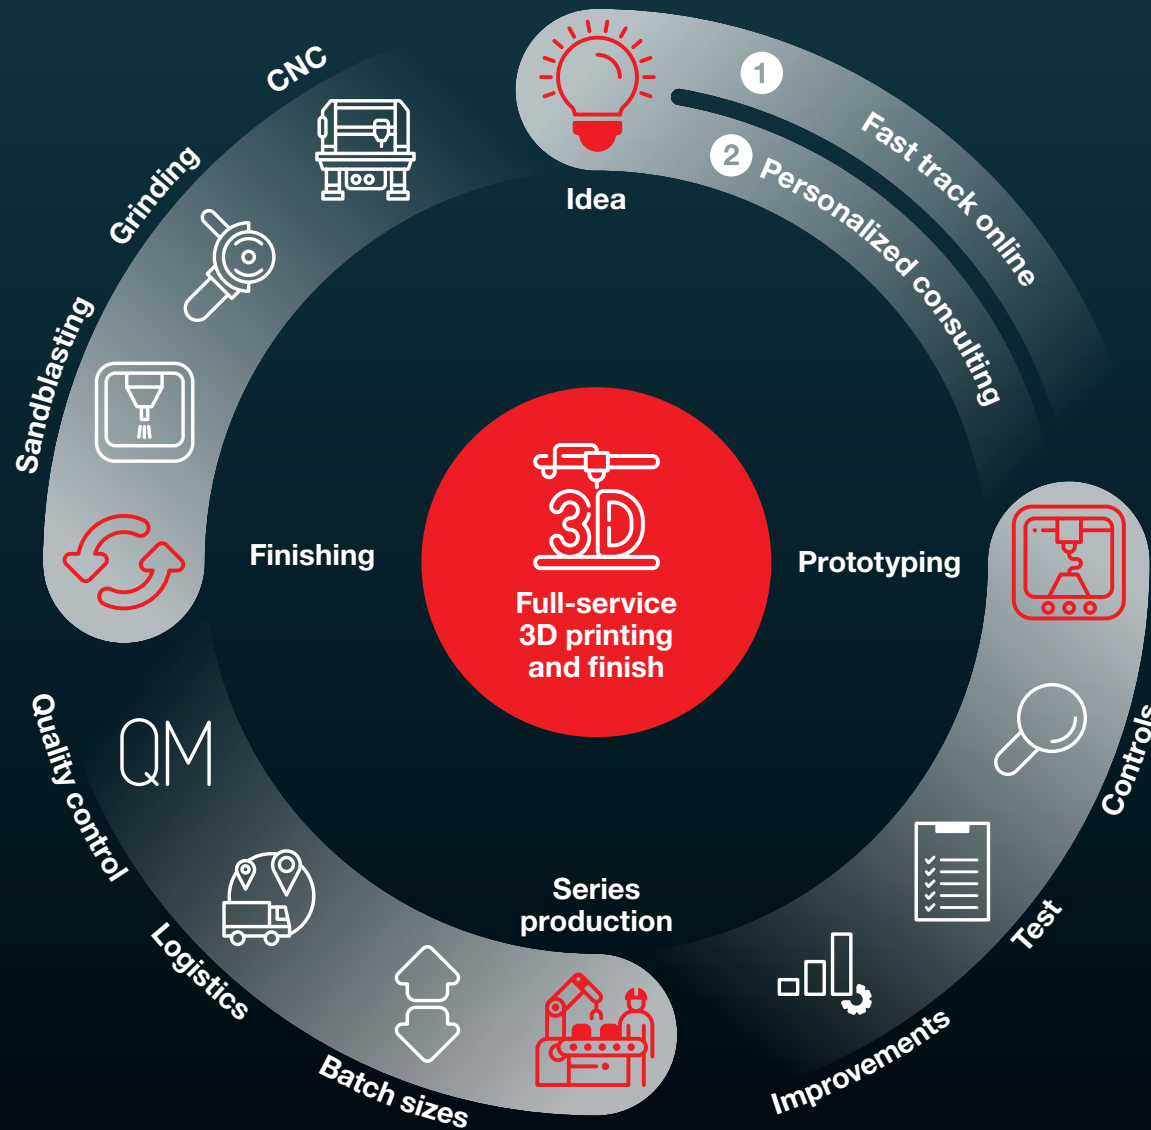 Idea
1
Fast track online
2
Personalized consulting
Prototyping
Controls
Test
Improvements
Series
production
Batch sizes
Logistics
Quality control
QM
Finishing
Sandblasting
Grinding
CNC
3D
Full-service
3D printing
and finish